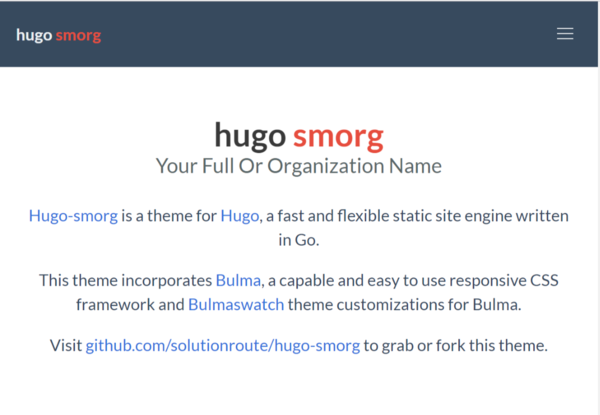 hugo smorg
hugo smorg
Your Full Or Organization Name
Hugo-smorg is a theme for Hugo, a fast and flexible static site engine written
in Go.
This theme incorporates Bulma, a capable and easy to use responsive CSS
framework and Bulmaswatch theme customizations for Bulma.
Visit github.com/solutionroute/hugo-smorg to grab or fork this theme.